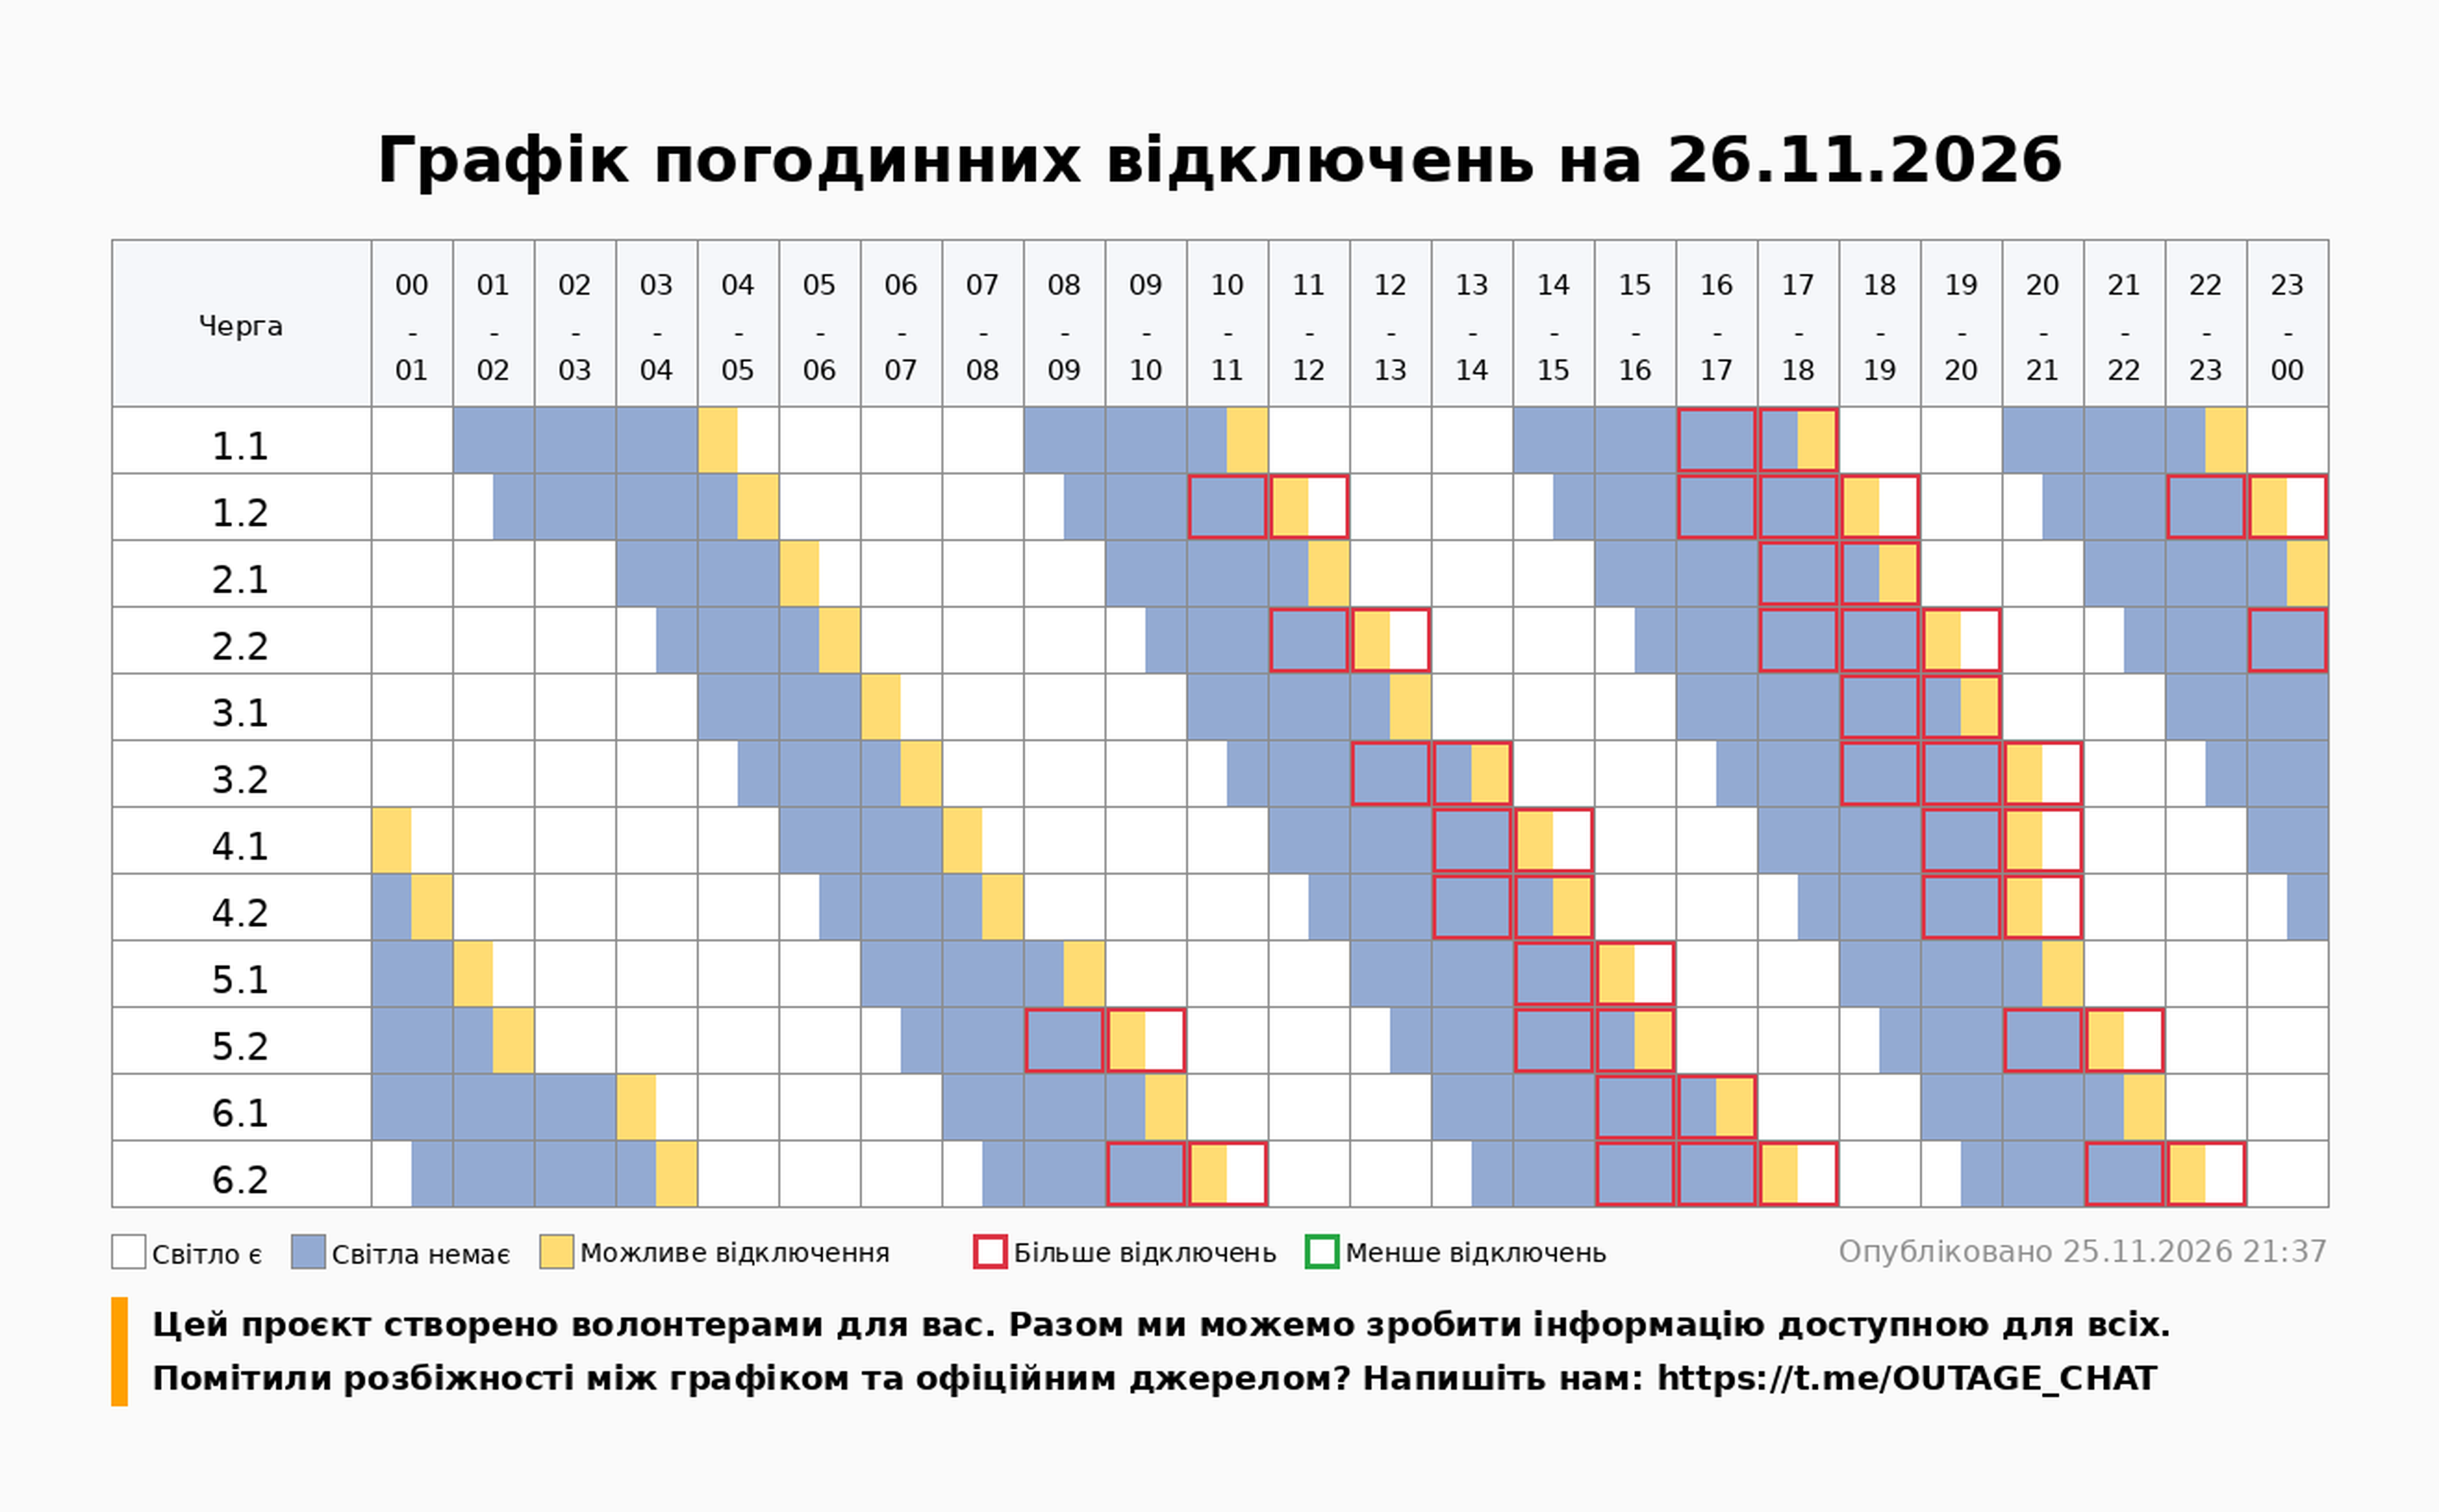 Графік погодинних відключень на 26.11.2026
Черга
00 - 01
01 - 02
02 - 03
03 - 04
04 - 05
05 - 06
06 - 07
07 - 08
08 - 09
09 - 10
10 - 11
11 - 12
12 - 13
13 - 14
14 - 15
15 - 16
16 - 17
17 - 18
18 - 19
19 - 20
20 - 21
21 - 22
22 - 23
23 - 00
1.1
1.2
2.1
2.2
3.1
3.2
4.1
4.2
5.1
5.2
6.1
6.2
Світло є
Світла немає
Можливе відключення
Більше відключень
Менше відключень
Опубліковано 25.11.2026 21:37
Цей проєкт створено волонтерами для вас. Разом ми можемо зробити інформацію доступною для всіх.
Помітили розбіжності між графіком та офіційним джерелом? Напишіть нам: https://t.me/OUTAGE_CHAT